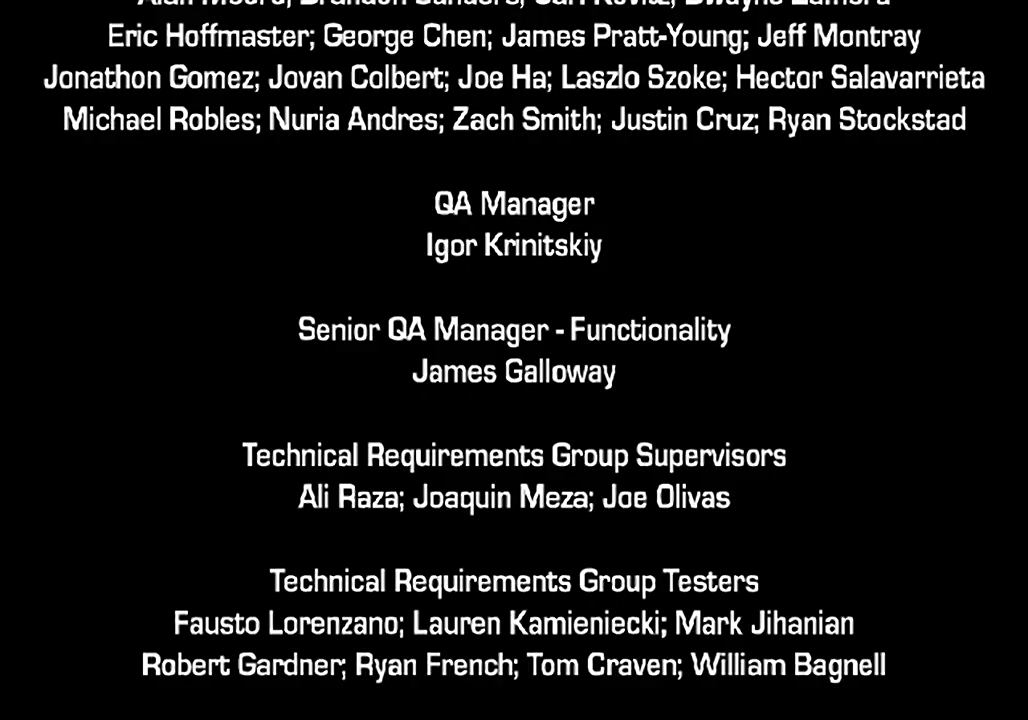 Eric Hoffmaster; George Chen; James Pratt-Young; Jeff Montray
Jonathon Gomez; Jovan Colbert; Joe Ha; Laszlo Szoke; Hector Salavarrieta
Michael Robles; Nuria Andres; Zach Smith; Justin Cruz; Ryan Stockstad
QA Manager
Igor Krinitskiy
Senior QA Manager - Functionality
James Galloway
Technical Requirements Group Supervisors
Ali Raza; Joaquin Meza; Joe Olivas
Technical Requirements Group Testers
Fausto Lorenzano; Lauren Kamieniecki; Mark Jihanian
Robert Gardner; Ryan French; Tom Craven; William Bagnell